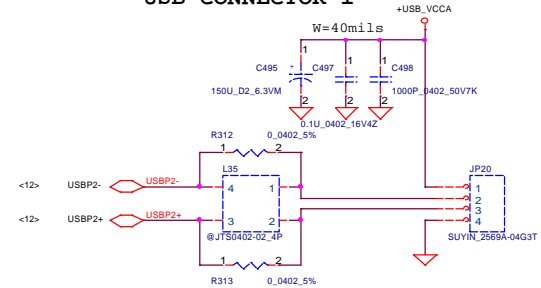 USB CONNECTOR 1
+USB_VCCA
W=40mils
1 1 1
C495 + C497 C498
150U_D2_6.3VM 1000P_0402_50V7K
2 2 2
0.1U_0402_16V4Z
R312 0_0402_5%
1 2
L35 JP20
<12> USBP2- USBP2- 4 1 1
2
<12> USBP2+ USBP2+ 3 2 3
4
@JTS0402-02_4P SUYIN_2569A-04G3T
1 2
R313 0_0402_5%